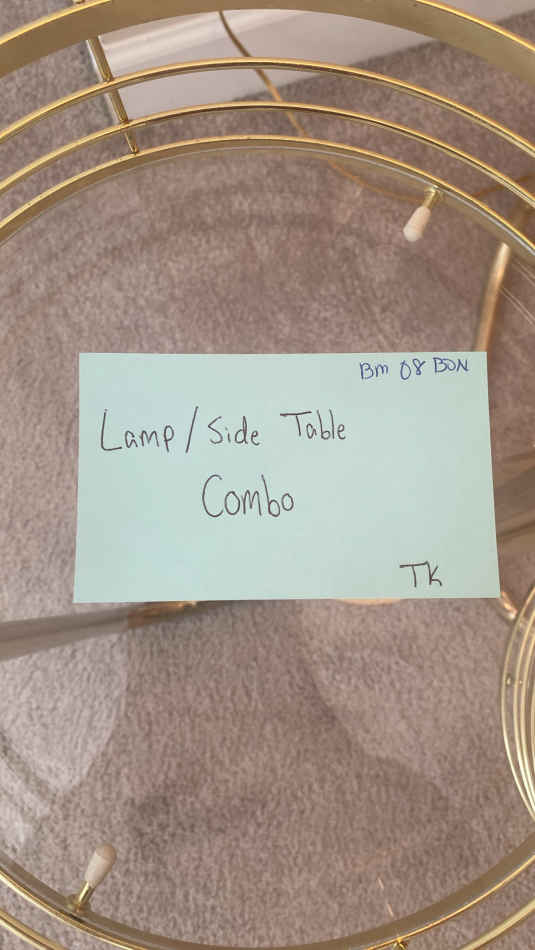 Bm 08 BON
Lamp/Side Table
Combo
TK